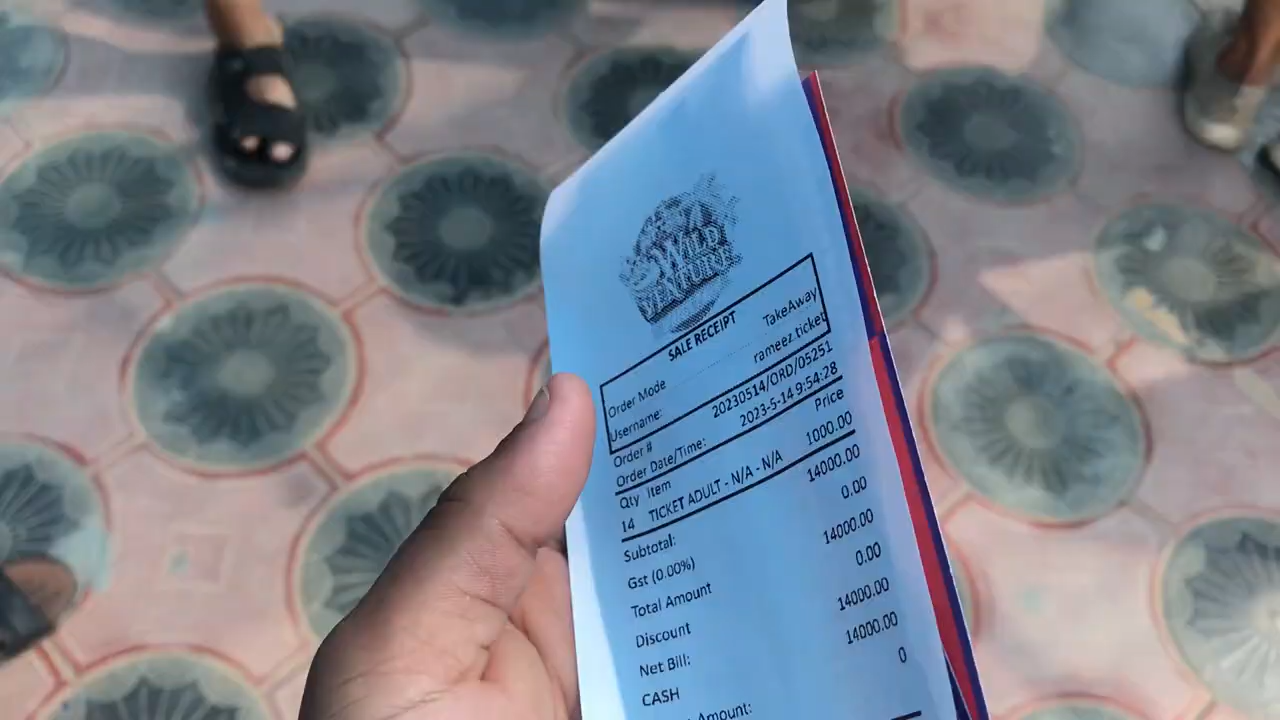 WILD
VENTURE
SALE RECEIPT
Order Mode TakeAway
Username: rameez.ticket
Order # 20230514/ORD/05251
Order Date/Time: 2023-5-14 9:54:28
Qty Item Price
14 TICKET ADULT - N/A - N/A 1000.00
Subtotal: 14000.00
Gst (0.00%) 0.00
Total Amount 14000.00
Discount 0.00
Net Bill: 14000.00
CASH 14000.00
Amount: 0